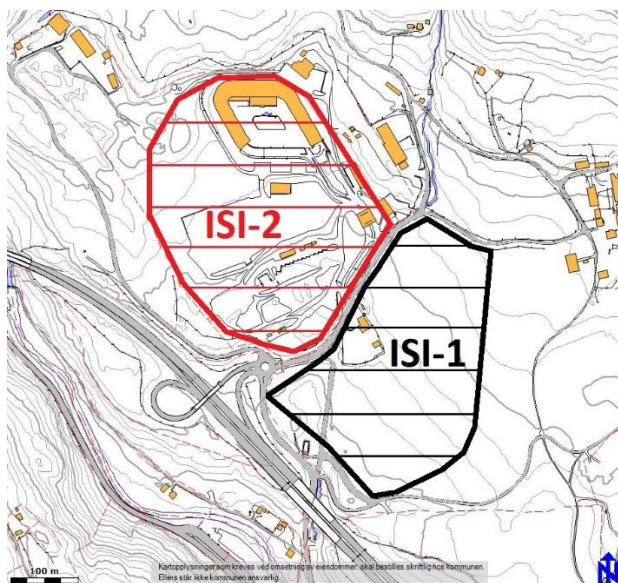 ISI-2
ISI-1
100 m
Kartopplysninger som kreves ved omsetning av eiendommer, skal bestilles skriftlig hos kommunen.
Ellers står ikke kommunen ansvarlig.
N